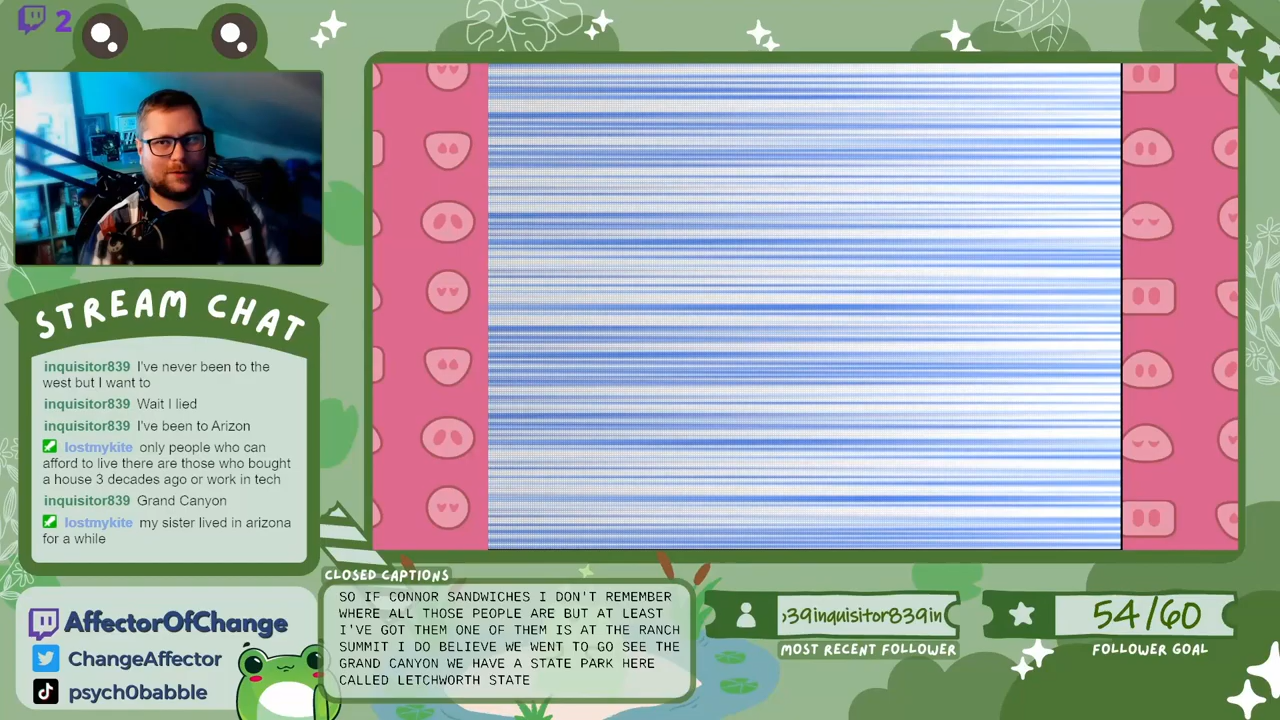 2
STREAM CHAT
inquisitor839 I've never been to the
west but I want to
inquisitor839 Wait I lied
inquisitor839 I've been to Arizon
lostmykite only people who can
afford to live there are those who bought
a house 3 decades ago or work in tech
inquisitor839 Grand Canyon
lostmykite my sister lived in arizona
for a while
AffectorOfChange
ChangeAffector
psych0babble
CLOSED CAPTIONS
SO IF CONNOR SANDWICHES I DON'T REMEMBER
WHERE ALL THOSE PEOPLE ARE BUT AT LEAST
I'VE GOT THEM ONE OF THEM IS AT THE RANCH
SUMMIT I DO BELIEVE WE WENT TO GO SEE THE
GRAND CANYON WE HAVE A STATE PARK HERE
CALLED LETCHWORTH STATE
39inquisitor839in
MOST RECENT FOLLOWER
54/60
FOLLOWER GOAL